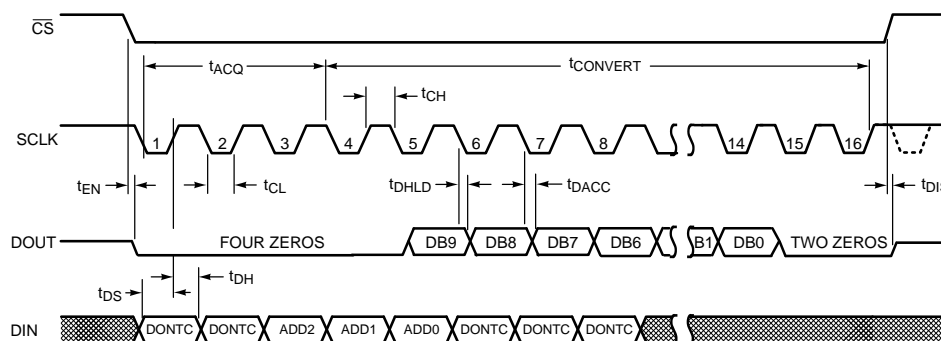 CS
tACQ
tCONVERT
tCH
SCLK
1 2 3 4 5 6 7 8 14 15 16
tEN
tCL
tDHLD
tDACC
tDIS
DOUT
FOUR ZEROS
DB9 DB8 DB7 DB6 B1 DB0 TWO ZEROS
tDS
tDH
DIN
DONTC DONTC ADD2 ADD1 ADD0 DONTC DONTC DONTC